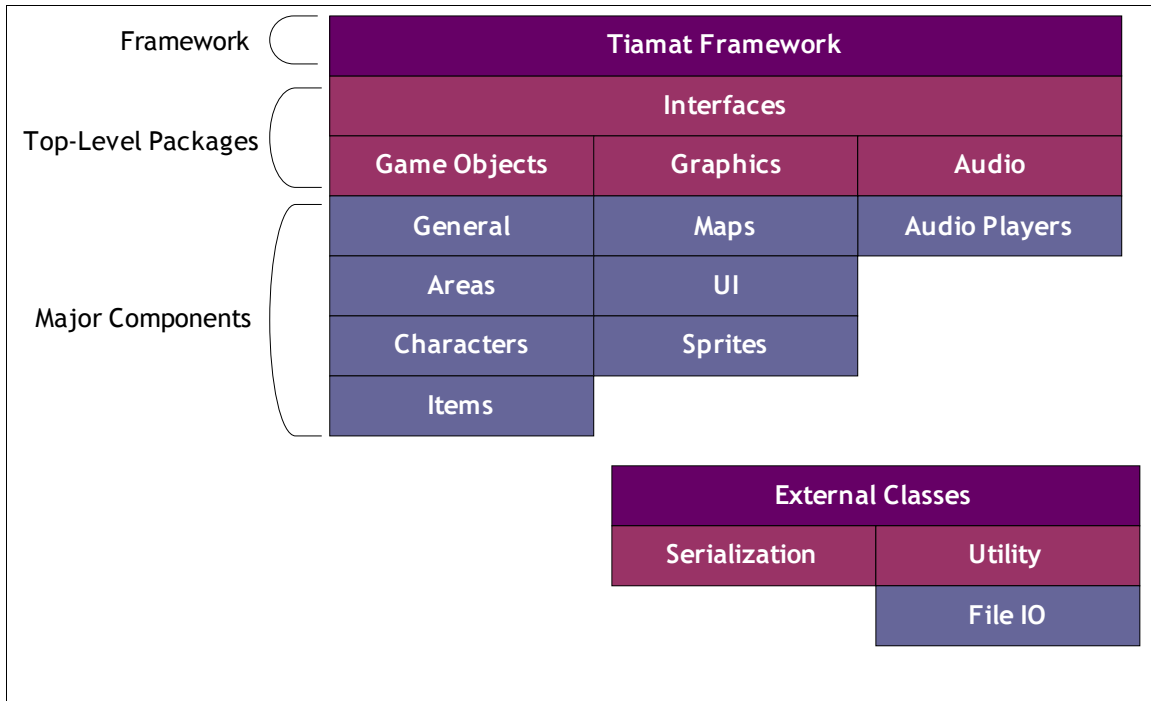 Framework
Tiamat Framework
Top-Level Packages
Interfaces
Game Objects
Graphics
Audio
Major Components
General
Maps
Audio Players
Areas
UI
Characters
Sprites
Items
External Classes
Serialization
Utility
File IO